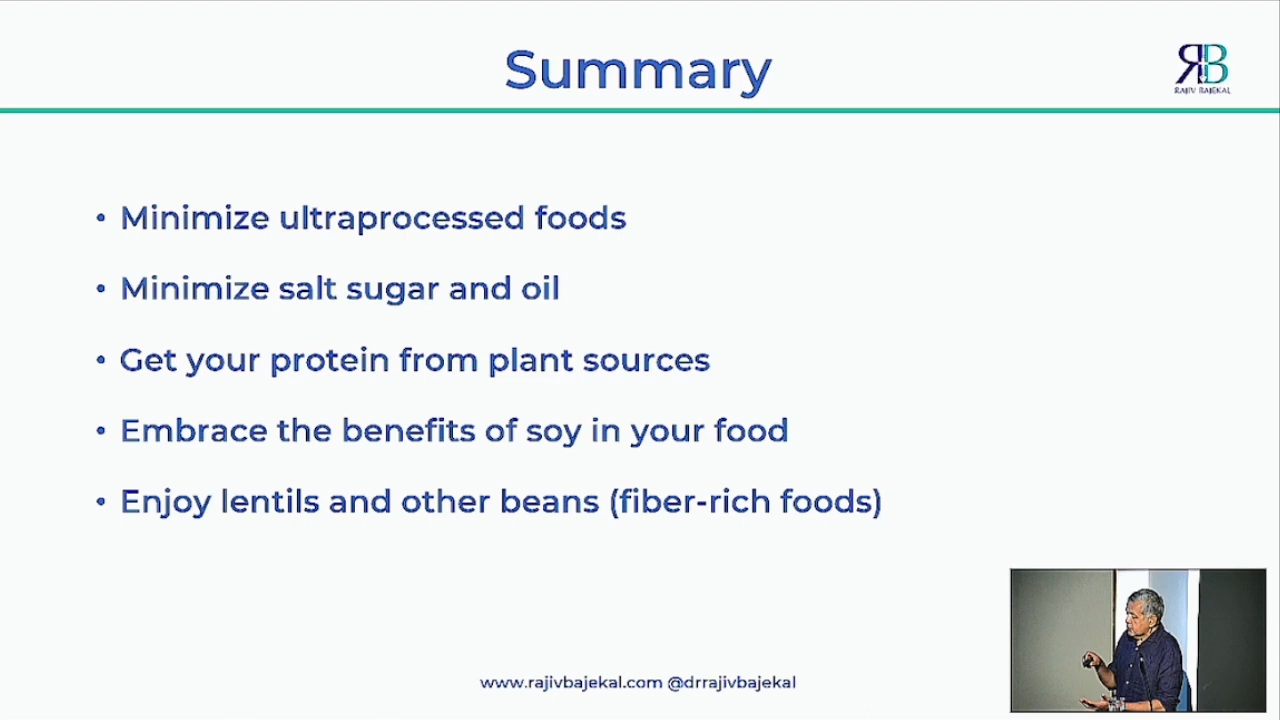 Summary
RB
RAJIV BAJEKAL
• Minimize ultraprocessed foods
• Minimize salt sugar and oil
• Get your protein from plant sources
• Embrace the benefits of soy in your food
• Enjoy lentils and other beans (fiber-rich foods)
www.rajivbajekal.com @drrajivbajekal